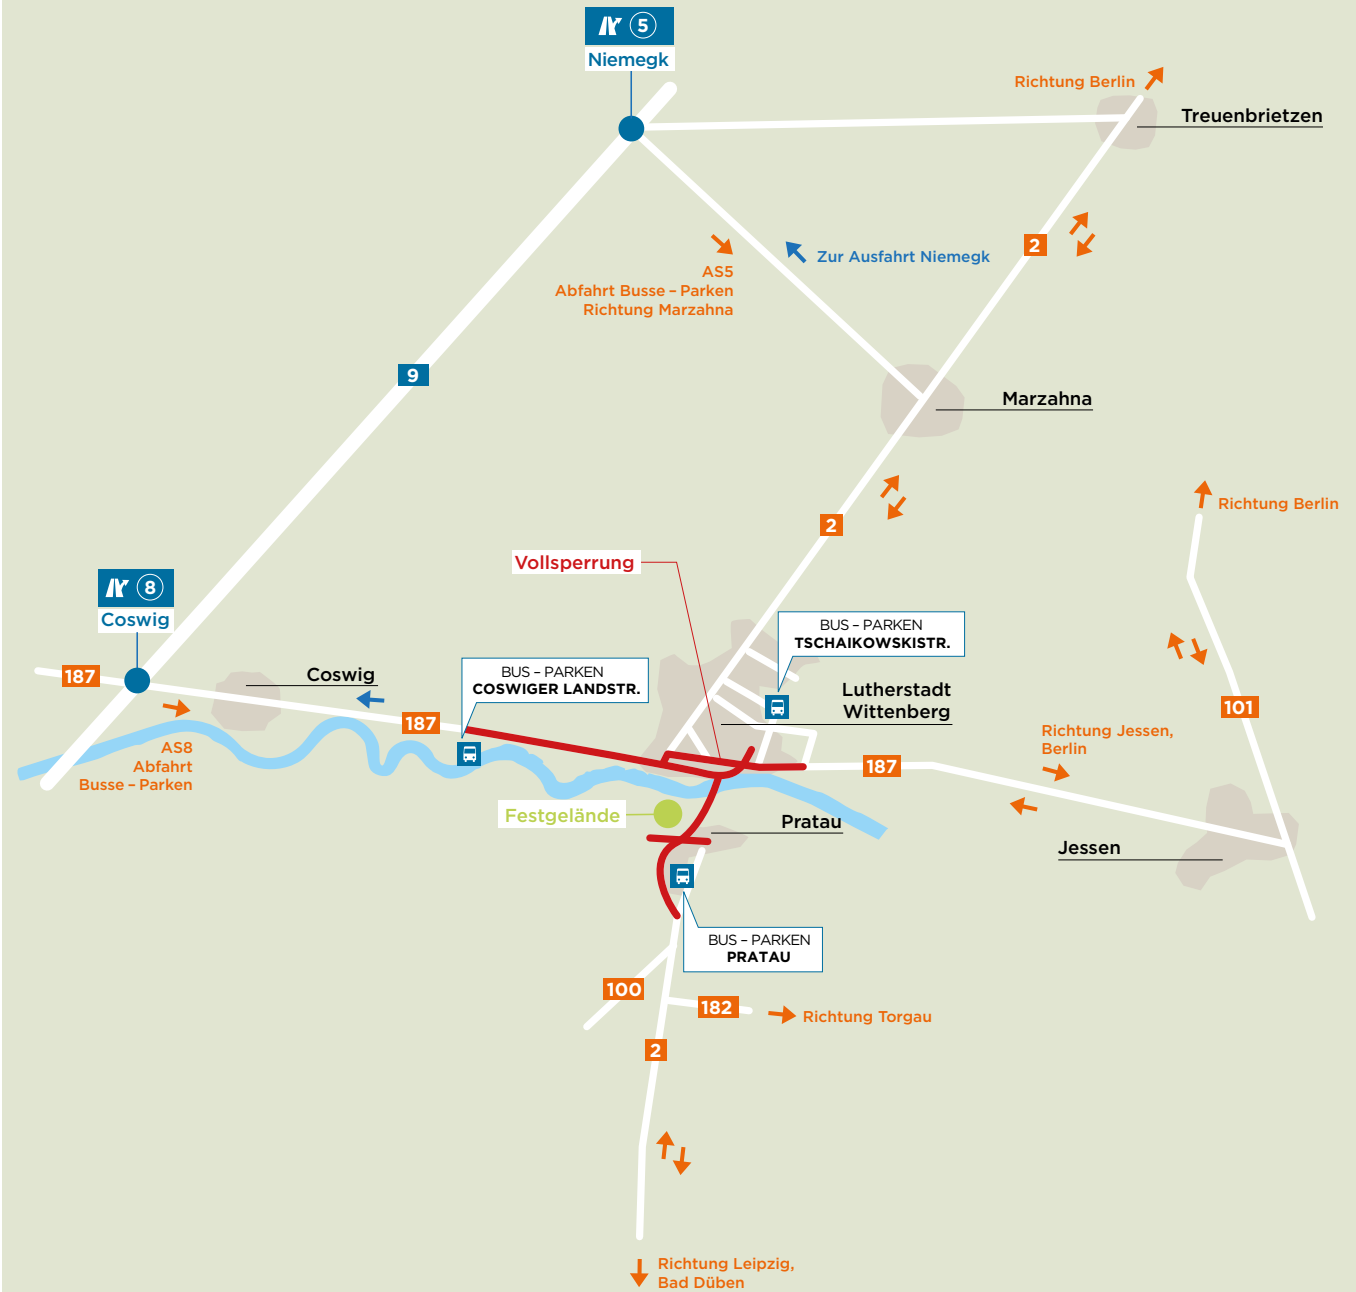 5
Niemegk
Richtung Berlin
Treuenbrietzen
2
Zur Ausfahrt Niemegk
AS5
Abfahrt Busse – Parken
Richtung Marzahna
9
Marzahna
Richtung Berlin
2
Vollsperrung
8
Coswig
BUS – PARKEN
TSCHAIKOWSKISTR.
187
Coswig
BUS – PARKEN
COSWIGER LANDSTR.
Lutherstadt
Wittenberg
187
101
AS8
Abfahrt
Busse – Parken
Richtung Jessen,
Berlin
187
Festgelände
Pratau
Jessen
BUS – PARKEN
PRATAU
100
182
Richtung Torgau
2
Richtung Leipzig,
Bad Düben